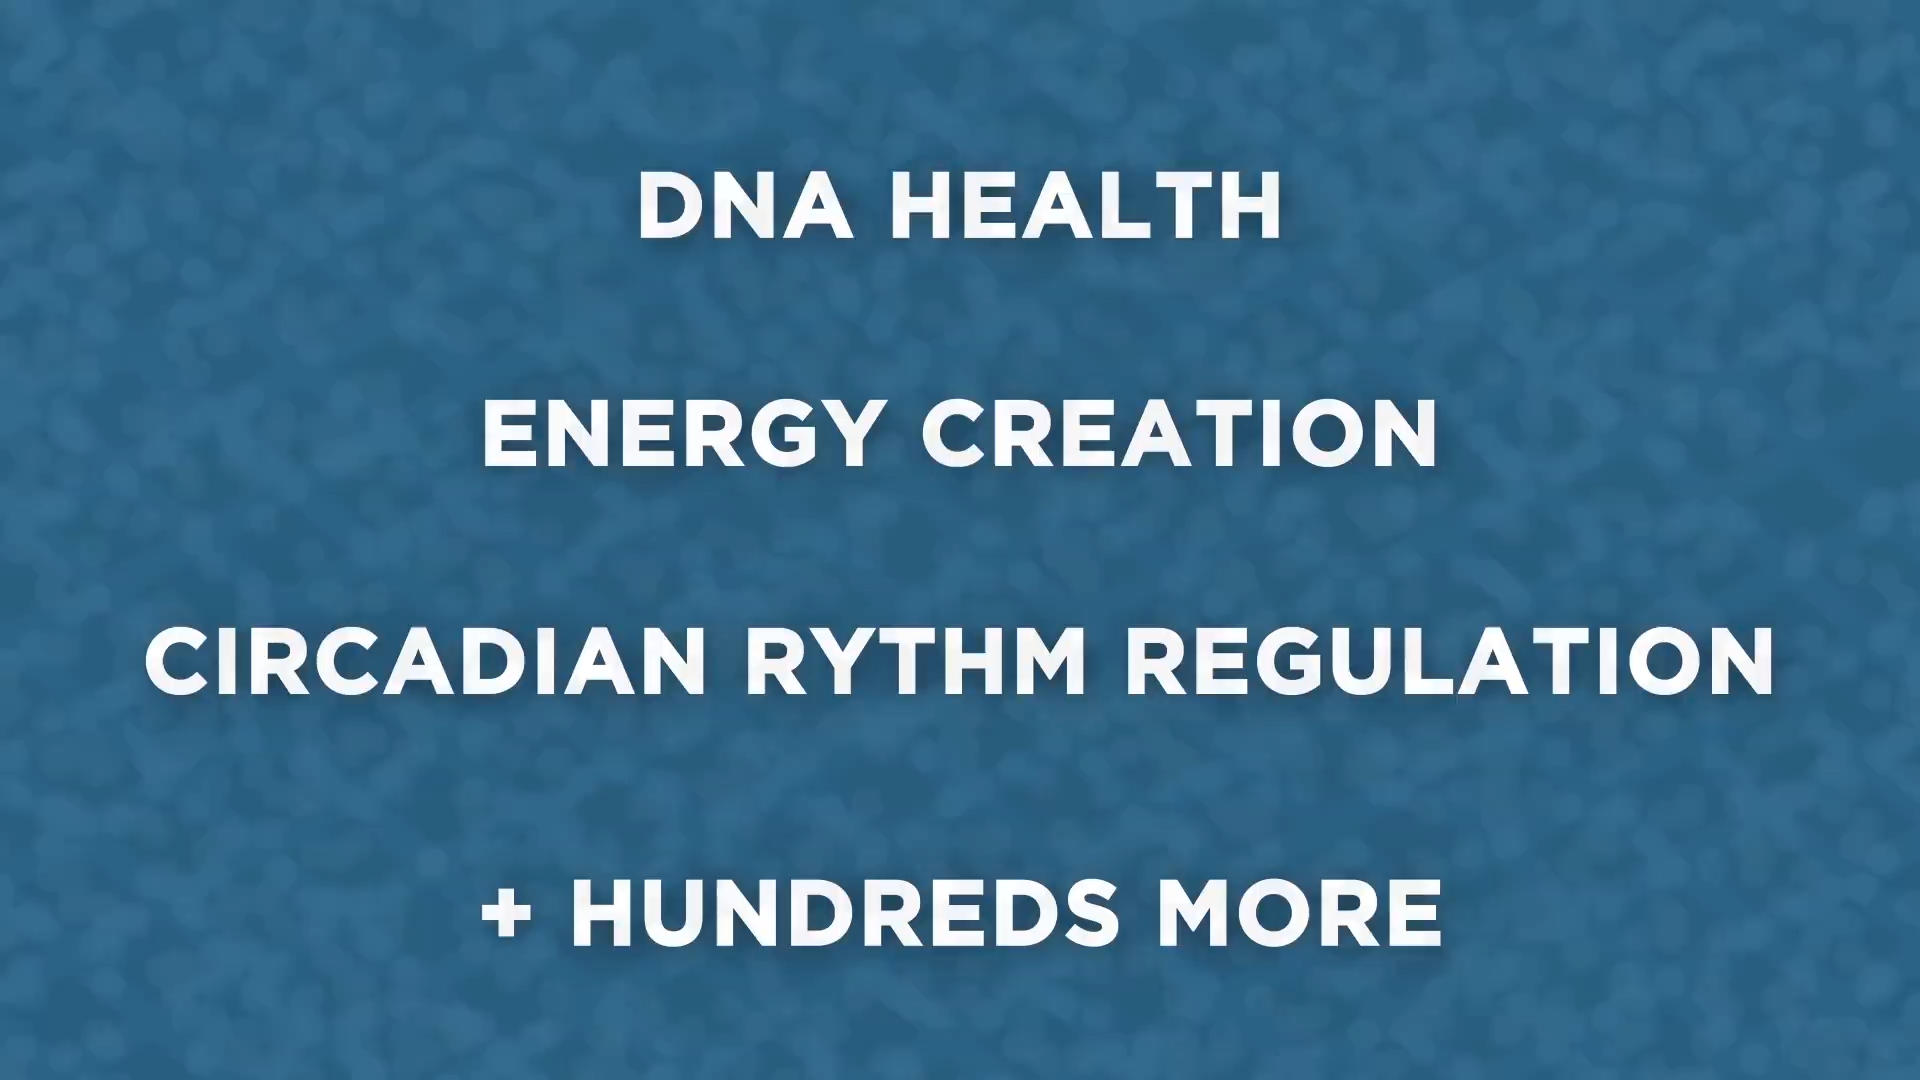 DNA HEALTH
ENERGY CREATION
CIRCADIAN RYTHM REGULATION
+ HUNDREDS MORE